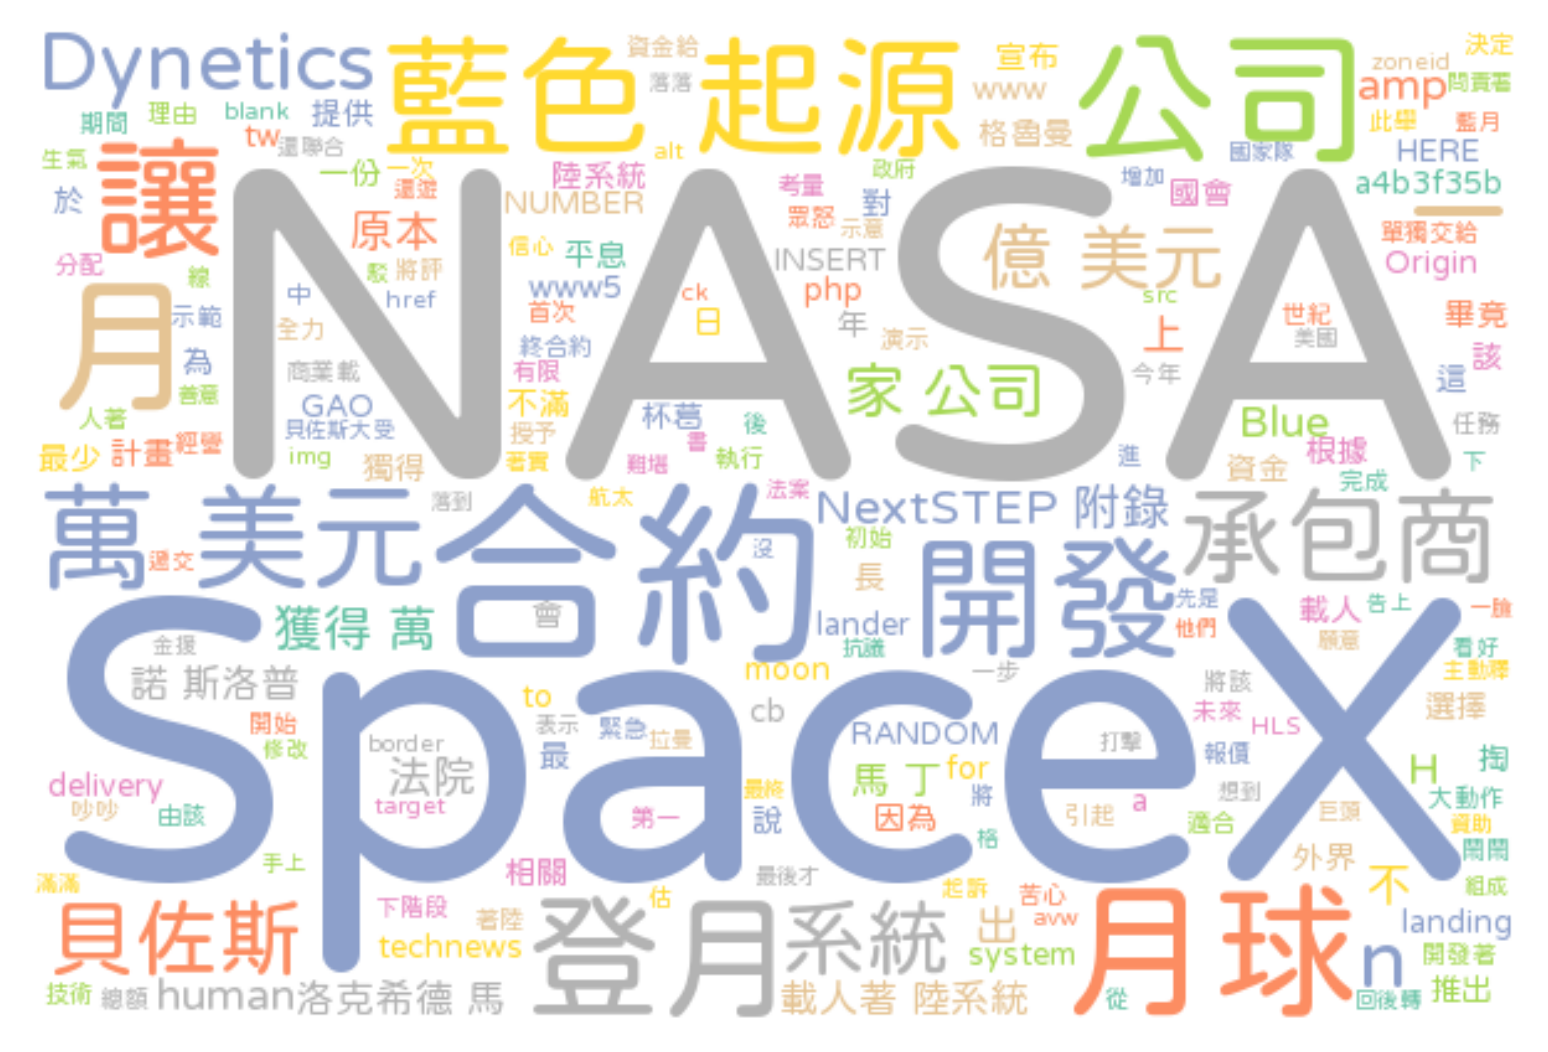 Dynetics 藍色 起源 公司
資金給 宣布 決定
zoneid
落落 www amp 問責署
期間 理由 blank 提供 格魯曼 此舉 藍月
tw 還聯合 alt 國家隊 HERE
生氣 讓 一份 一次 陸系統 政府
於 還遊 NUMBER 考量 對 增加 國會 a4b3f35b
原本 眾怒 示意 億 美元 單獨交給
分配 線 駁 將評 信心 平息 INSERT Origin
NASA
月 示範 中 href www5 ck php src
全力 首次 日 年 世紀 畢竟
為 終合約 演示 上 美國 該
商業載 有限 家 公司 今年 這
善意 GAO 不滿 杯葛 後 Blue 任務
人著 貝佐斯大受 授予 書
最少 計畫 經營 img 獨得 著實 難堪 執行 進 資金 根據 下
完成
萬 美元 合約 落到 航太 法案 NextSTEP 附錄 承包商
遞交 沒 初始 開發
長
獲得 萬 會 lander 先是 載人 告上 一臉
金援 抗議 他們 願意 看好
SpaceX
諾 斯洛普 moon 一步 將該 主動釋
to cb 未來 選擇
開始 表示 緊急 拉曼 RANDOM HLS
修改 border 最 打擊 報價 掏
法院 馬 丁 for H
delivery target 最終 將 a 想到 大動作
吵吵 由該 第一 說 因為 引起 適合 巨頭 資助
格
手上 相關 最後才 外界 鬧鬧
滿滿 估 起訴 苦心 不 組成
貝佐斯 下階段 著陸 登月 系統 出 avw 月球 landing
technews system n 開發著
技術 總額 human 洛克希德 馬 載人著 陸系統 從 回後轉 推出